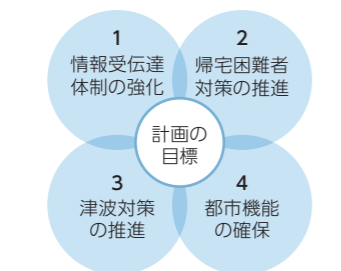 1
情報受伝達
体制の強化
2
帰宅困難者
対策の推進
計画の
目標
3
津波対策
の推進
4
都市機能
の確保